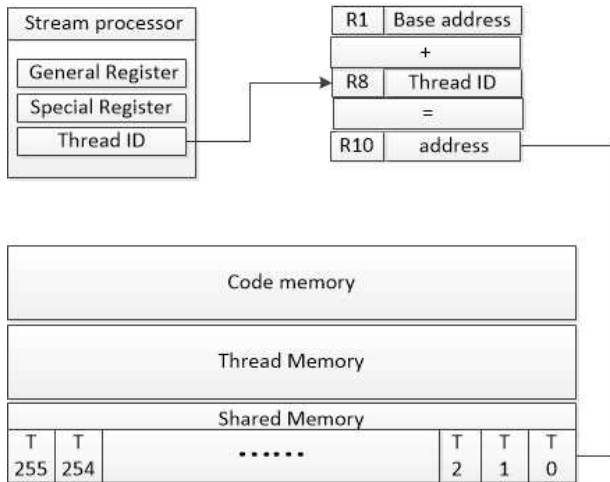 Stream processor
General Register
Special Register
Thread ID
R1 Base address
+
R8 Thread ID
=
R10 address
Code memory
Thread Memory
Shared Memory
T T ...... T T T
255 254 2 1 0